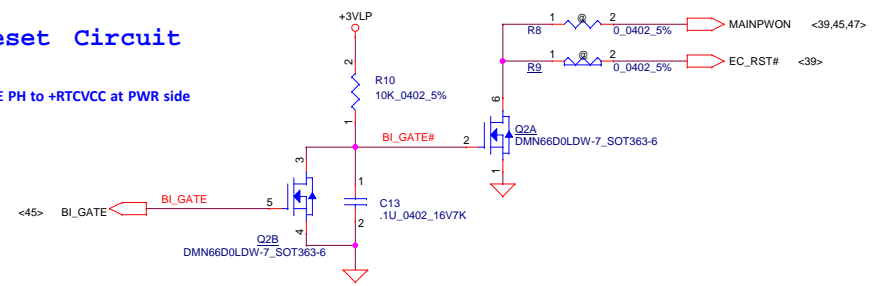 eset Circuit
E PH to +RTCVCC at PWR side
+3VLP
2
R10
10K_0402_5%
1
1 @ 2
R8 0_0402_5%
MAINPWON <39,45,47>
1 @ 2
R9 0_0402_5%
EC_RST# <39>
6
BI_GATE# 2
Q2A
DMN66D0LDW-7_SOT363-6
1
3
<45> BI_GATE
BI_GATE 5
4
Q2B
DMN66D0LDW-7_SOT363-6
1
C13
.1U_0402_16V7K
2